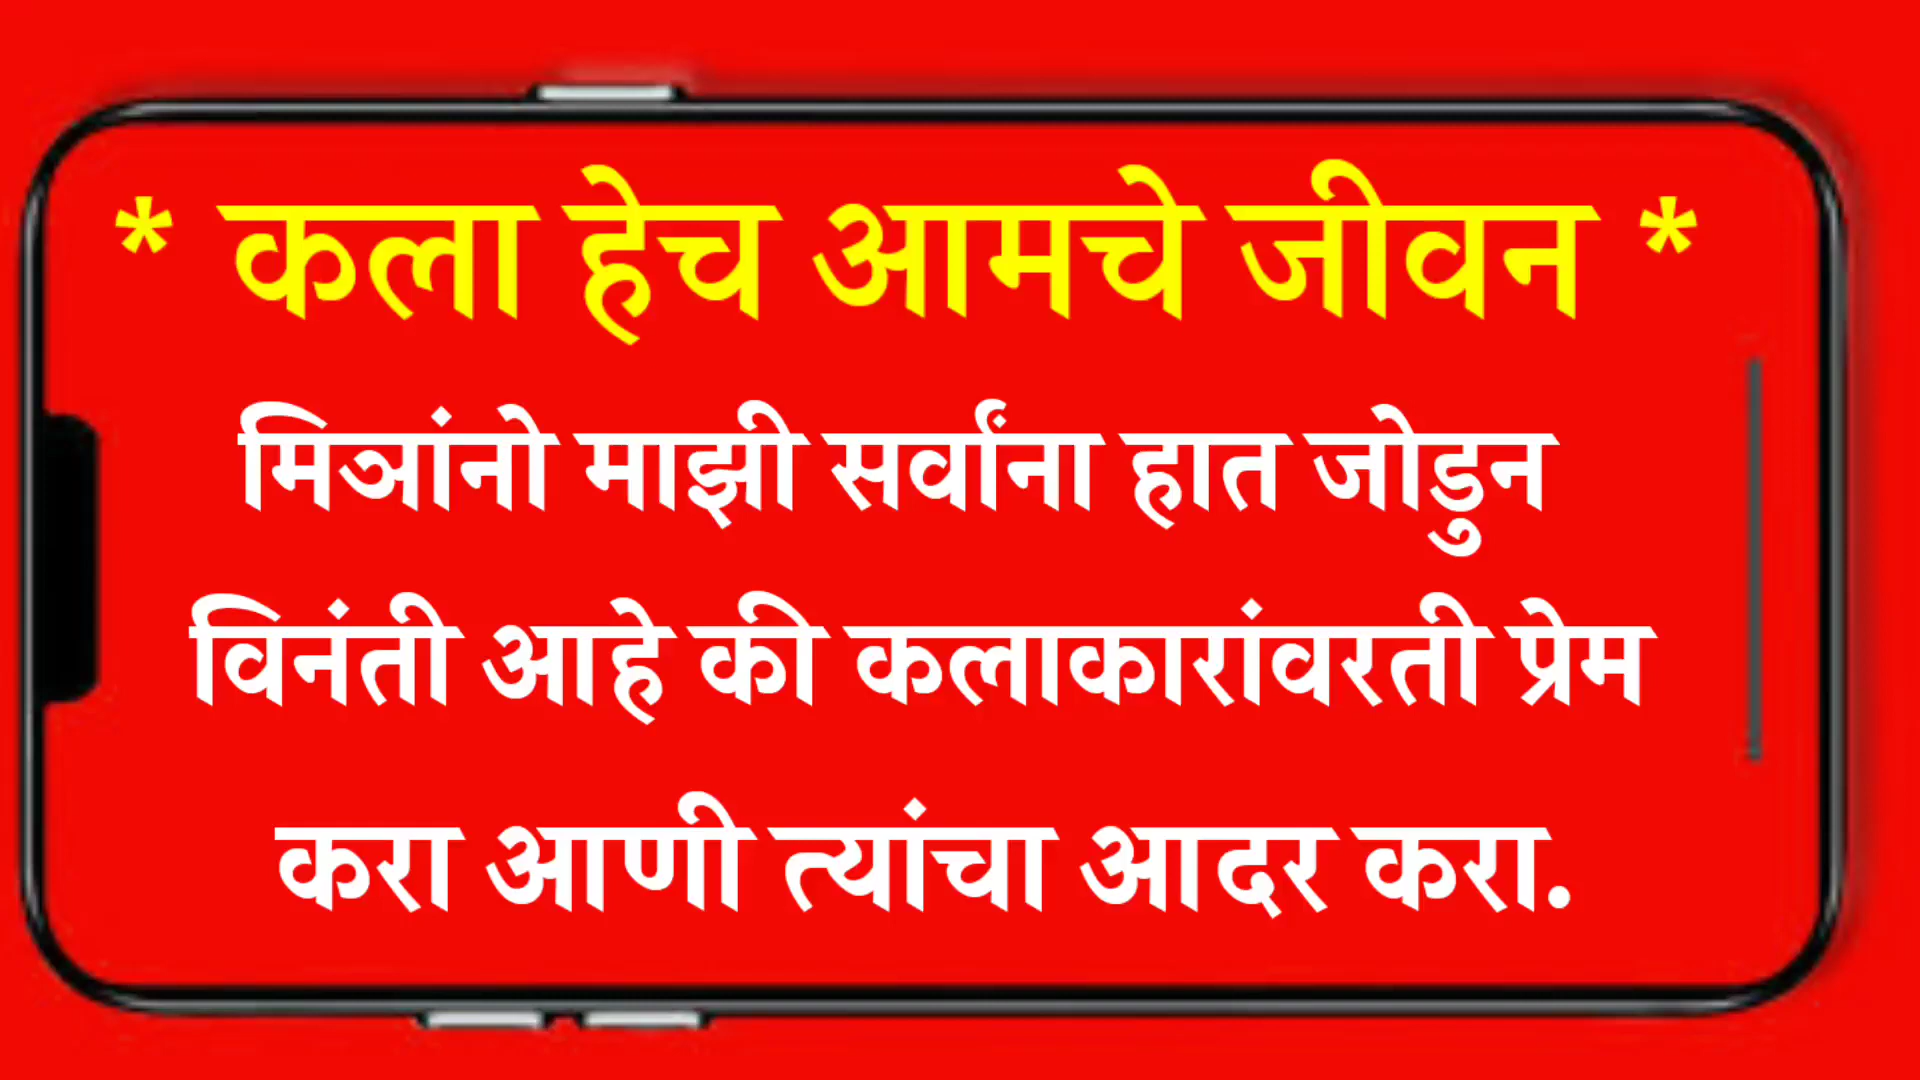 * कला हेच आमचे जीवन *
मिञांनो माझी सर्वांना हात जोडुन
विनंती आहे की कलाकारांवरती प्रेम
करा आणी त्यांचा आदर करा.